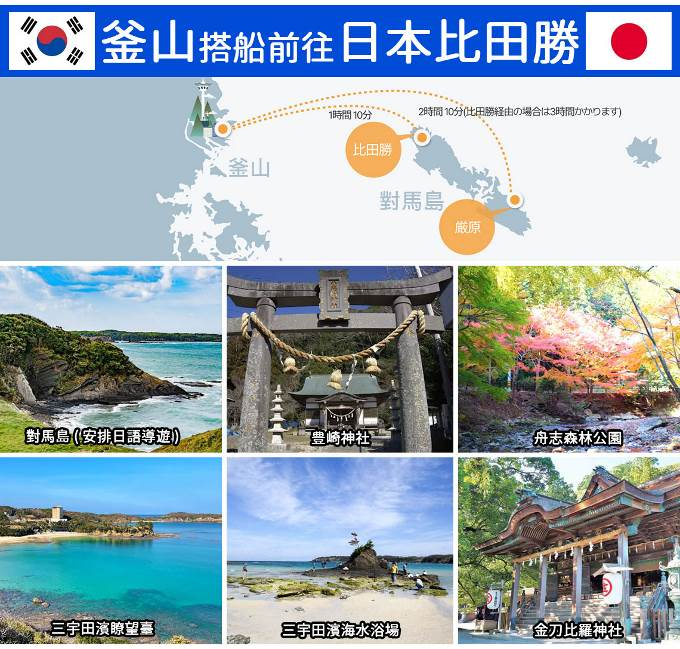 釜山搭船前往日本比田勝
1時間10分
2時間10分(比田勝経由の場合は3時間かかります)
比田勝
釜山
對馬島
厳原
對馬島(安排日語導遊)
豊崎神社
舟志森林公園
三宇田濱瞭望臺
三宇田濱海水浴場
金刀比羅神社